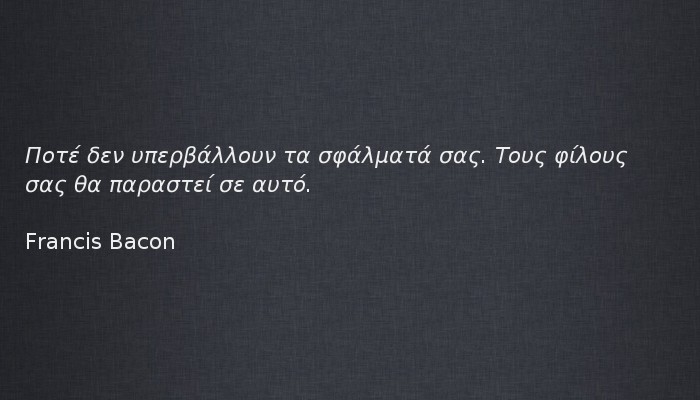 Ποτέ δεν υπερβάλλουν τα σφάλματά σας. Τους φίλους
σας θα παραστεί σε αυτό.
Francis Bacon